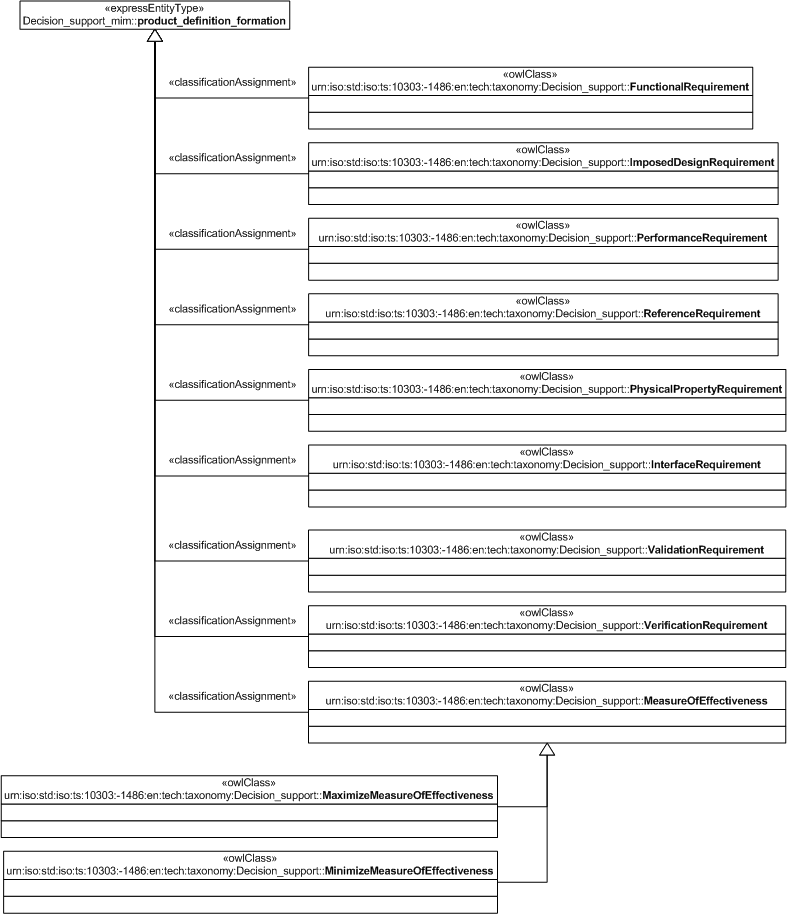 «expressEntityType»
Decision_support_mim::product_definition_formation
«classificationAssignment»
«owlClass»
urn:iso:std:iso:ts:10303:-1486:en:tech:taxonomy:Decision_support::FunctionalRequirement
«classificationAssignment»
«owlClass»
urn:iso:std:iso:ts:10303:-1486:en:tech:taxonomy:Decision_support::ImposedDesignRequirement
«classificationAssignment»
«owlClass»
urn:iso:std:iso:ts:10303:-1486:en:tech:taxonomy:Decision_support::PerformanceRequirement
«classificationAssignment»
«owlClass»
urn:iso:std:iso:ts:10303:-1486:en:tech:taxonomy:Decision_support::ReferenceRequirement
«classificationAssignment»
«owlClass»
urn:iso:std:iso:ts:10303:-1486:en:tech:taxonomy:Decision_support::PhysicalPropertyRequirement
«classificationAssignment»
«owlClass»
urn:iso:std:iso:ts:10303:-1486:en:tech:taxonomy:Decision_support::InterfaceRequirement
«classificationAssignment»
«owlClass»
urn:iso:std:iso:ts:10303:-1486:en:tech:taxonomy:Decision_support::ValidationRequirement
«classificationAssignment»
«owlClass»
urn:iso:std:iso:ts:10303:-1486:en:tech:taxonomy:Decision_support::VerificationRequirement
«classificationAssignment»
«owlClass»
urn:iso:std:iso:ts:10303:-1486:en:tech:taxonomy:Decision_support::MeasureOfEffectiveness
«owlClass»
urn:iso:std:iso:ts:10303:-1486:en:tech:taxonomy:Decision_support::MaximizeMeasureOfEffectiveness
«owlClass»
urn:iso:std:iso:ts:10303:-1486:en:tech:taxonomy:Decision_support::MinimizeMeasureOfEffectiveness